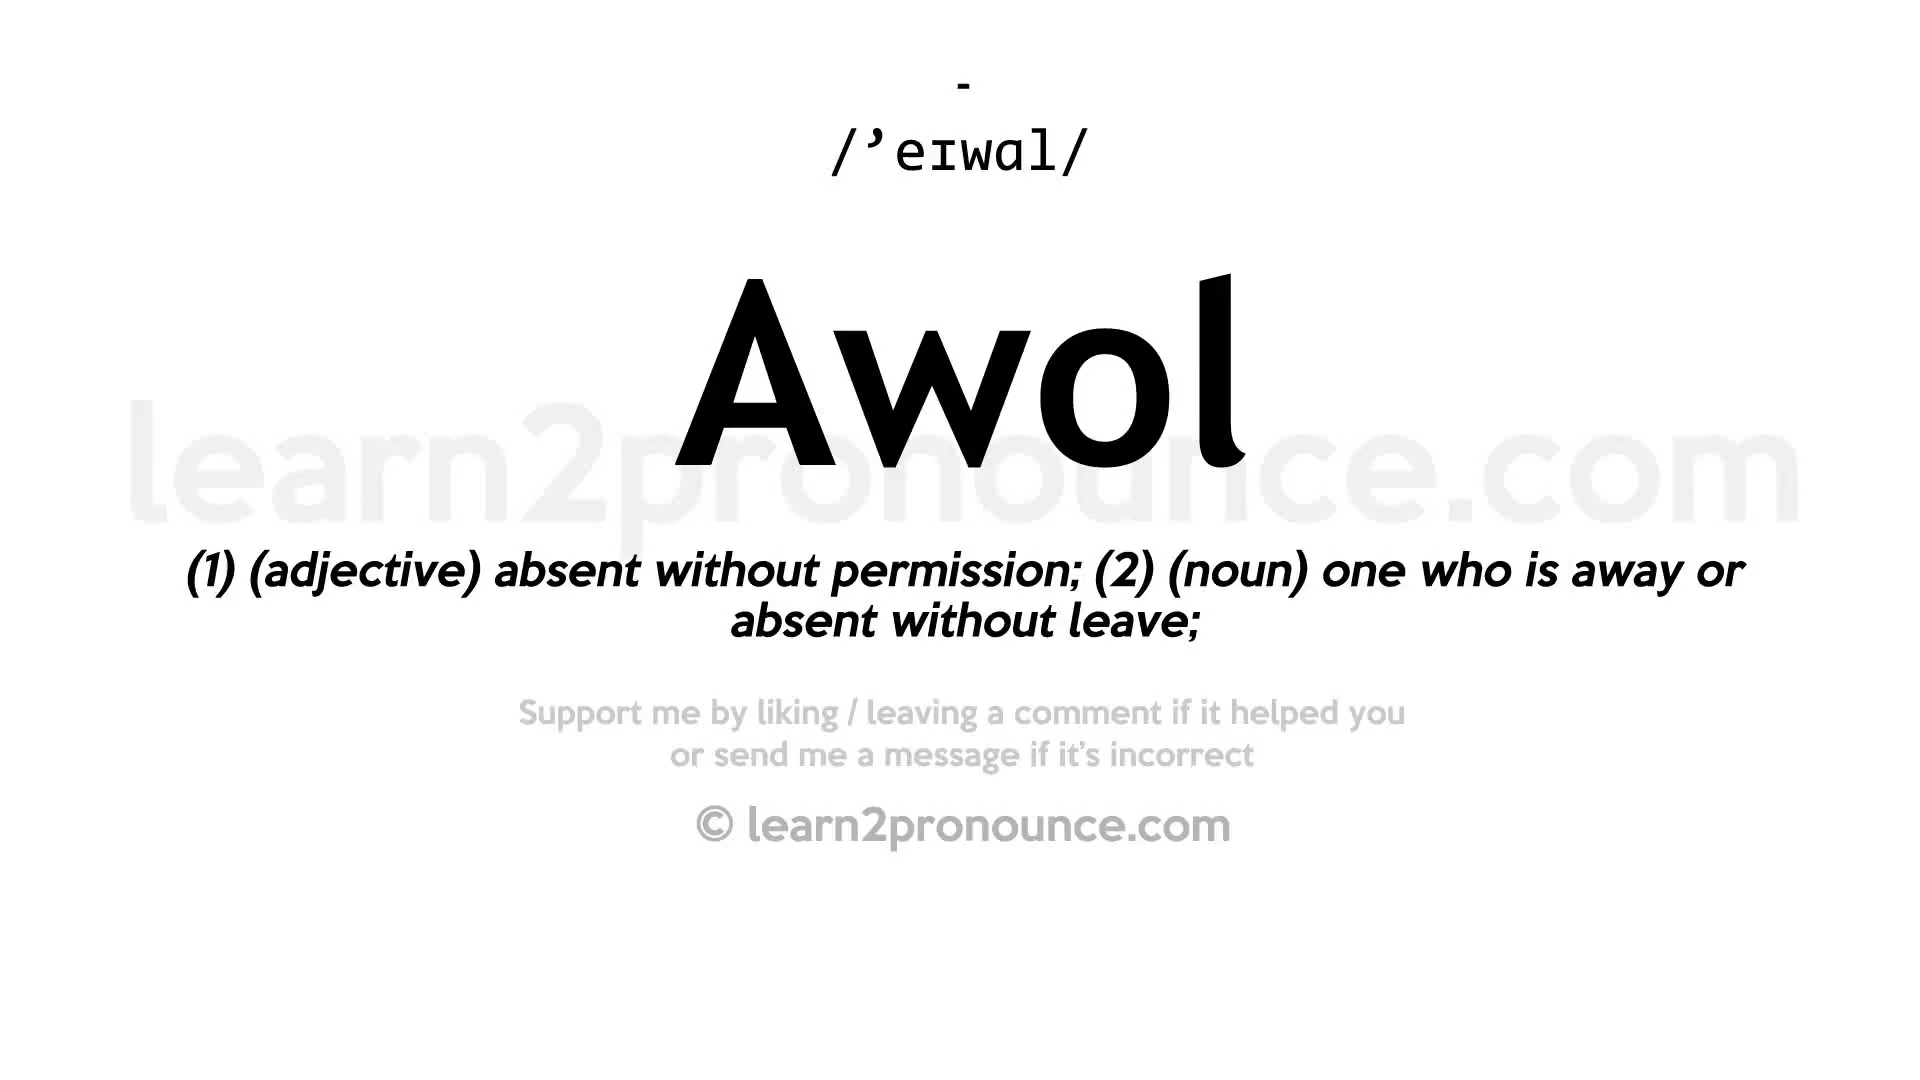 -
/’eɪwɑl/
Awol
learn2pronounce.com
(1) (adjective) absent without permission; (2) (noun) one who is away or
absent without leave;
Support me by liking / leaving a comment if it helped you
or send me a message if it's incorrect
© learn2pronounce.com